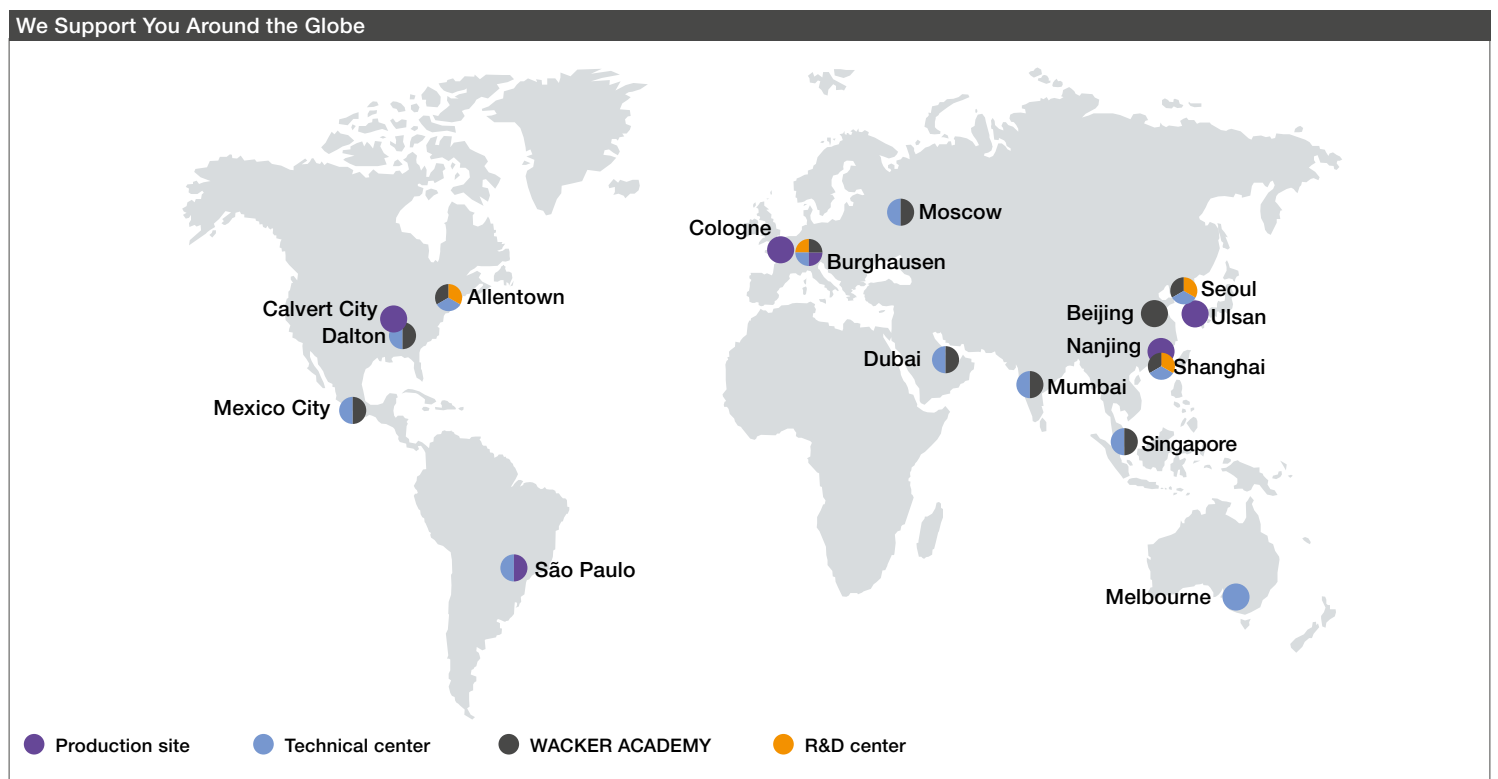 We Support You Around the Globe
Moscow
Cologne
Burghausen
Allentown
Seoul
Calvert City
Beijing
Ulsan
Dalton
Nanjing
Dubai
Shanghai
Mumbai
Mexico City
Singapore
São Paulo
Melbourne
Production site
Technical center
WACKER ACADEMY
R&D center